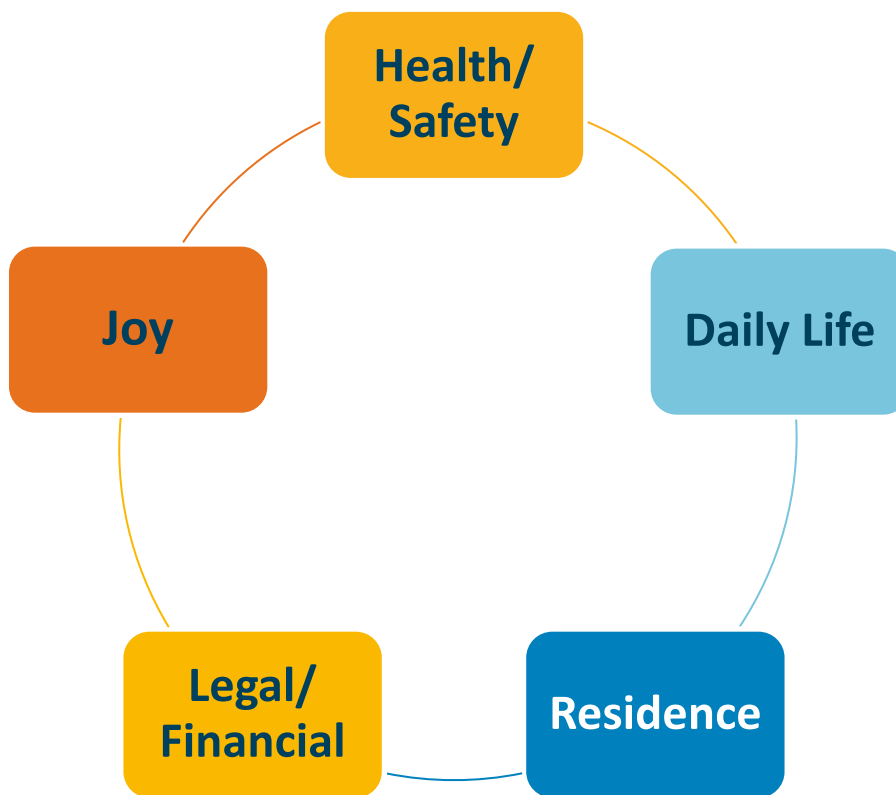 Health/
Safety
Joy
Daily Life
Legal/
Financial
Residence